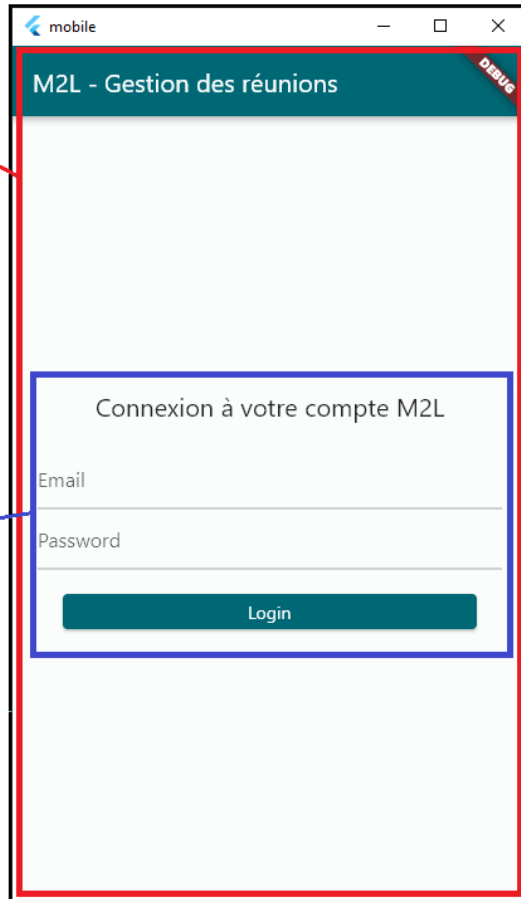 mobile
M2L - Gestion des réunions
DEBUG
Connexion à votre compte M2L
Email
Password
Login